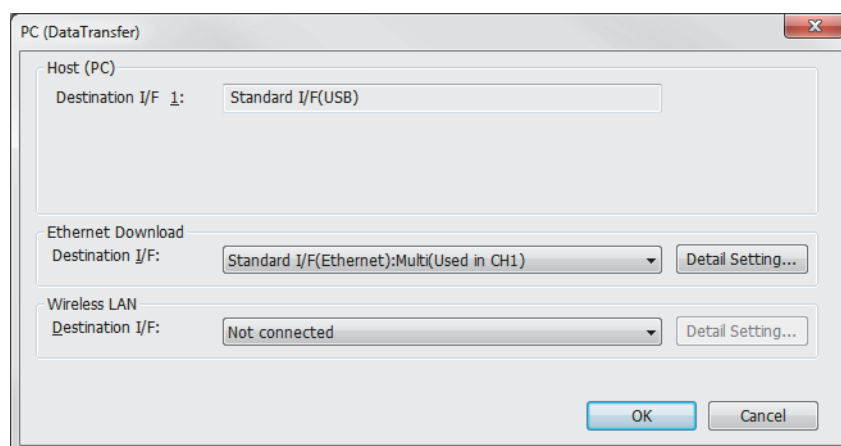 PC (DataTransfer)
Host (PC)
Destination I/F 1: Standard I/F(USB)
Ethernet Download
Destination I/F: Standard I/F(Ethernet):Multi(Used in CH1) Detail Setting...
Wireless LAN
Destination I/F: Not connected Detail Setting...
OK Cancel